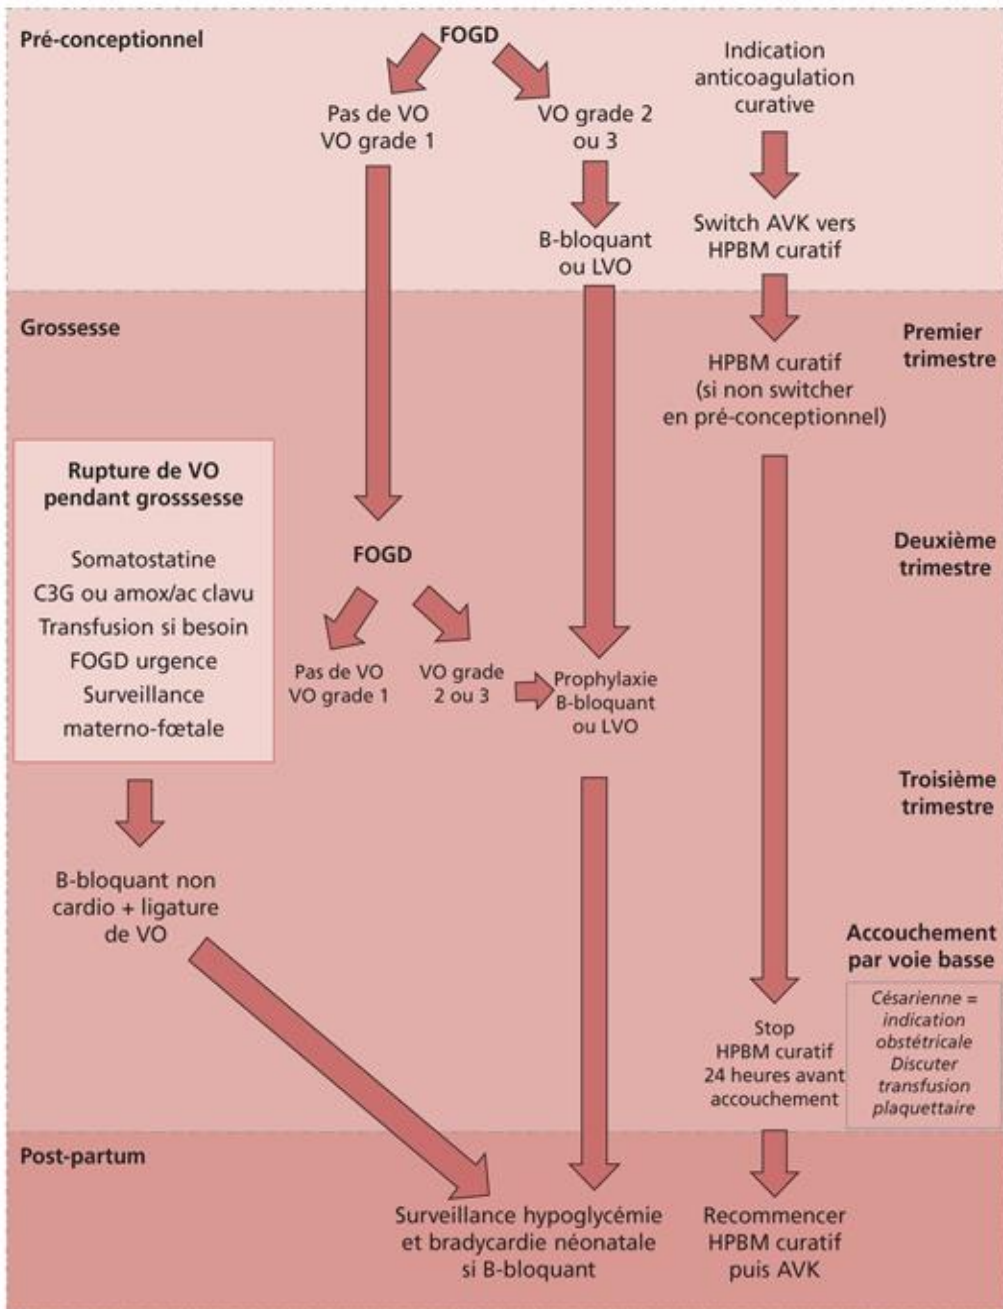 Pré-conceptionnel
FOGD
Pas de VO
VO grade 1
VO grade 2
ou 3
B-bloquant
ou LVO
Indication
anticoagulation
curative
Switch AVK vers
HPBM curatif
Grossesse
Premier
trimestre
HPBM curatif
(si non switcher
en pré-conceptionnel)
Rupture de VO
pendant grosssesse
Somatostatine
C3G ou amox/ac clavu
Transfusion si besoin
FOGD urgence
Surveillance
materno-fœtale
Deuxième
trimestre
FOGD
Pas de VO
VO grade 1
VO grade
2 ou 3
Prophylaxie
B-bloquant
ou LVO
Troisième
trimestre
B-bloquant non
cardio + ligature
de VO
Accouchement
par voie basse
Césarienne =
indication
obstétricale
Discuter
transfusion
plaquettaire
Stop
HPBM curatif
24 heures avant
accouchement
Post-partum
Surveillance hypoglycémie
et bradycardie néonatale
si B-bloquant
Recommencer
HPBM curatif
puis AVK